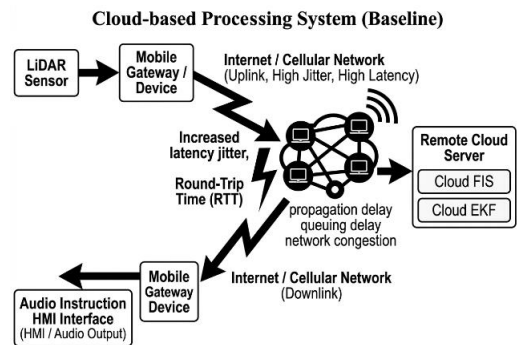 Cloud-based Processing System (Baseline)
LiDAR
Sensor
Mobile
Gateway /
Device
Internet / Cellular Network
(Uplink, High Jitter, High Latency)
Increased
latency jitter,
Round-Trip
Time (RTT)
propagation delay
queuing delay
network congestion
Remote Cloud
Server
Cloud FIS
Cloud EKF
Internet / Cellular Network
(Downlink)
Mobile
Gateway
Device
Audio Instruction
HMI Interface
(HMI / Audio Output)